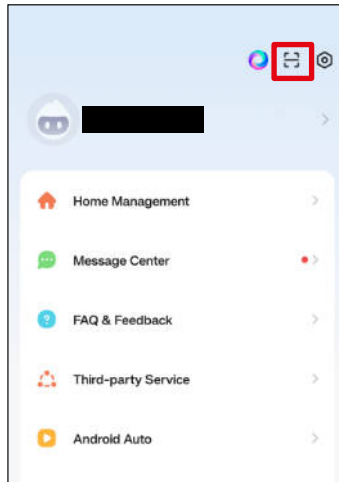 Home Management
Message Center
FAQ & Feedback
Third-party Service
Android Auto